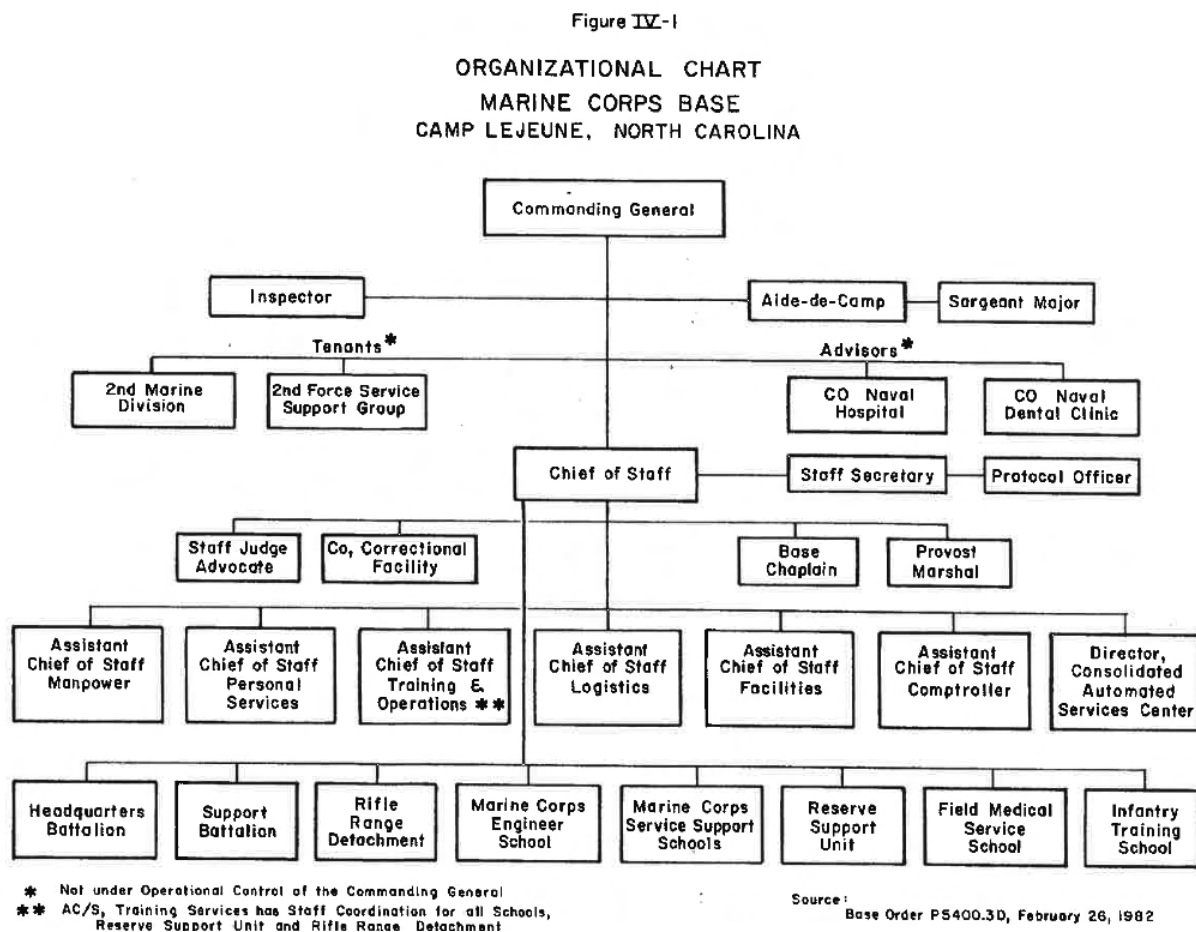 Figure IV-1
ORGANIZATIONAL CHART
MARINE CORPS BASE
CAMP LEJEUNE, NORTH CAROLINA
Commanding General
Inspector
Aide-de-Camp
Sargeant Major
Tenants*
Advisors*
2nd Marine
Division
2nd Force Service
Support Group
CO Naval
Hospital
CO Naval
Dental Clinic
Chief of Staff
Staff Secretary
Protocol Officer
Staff Judge
Advocate
Co, Correctional
Facility
Base
Chaplain
Provost
Marshal
Assistant
Chief of Staff
Manpower
Assistant
Chief of Staff
Personal
Services
Assistant
Chief of Staff
Training &
Operations **
Assistant
Chief of Staff
Logistics
Assistant
Chief of Staff
Facilities
Assistant
Chief of Staff
Comptroller
Director,
Consolidated
Automated
Services Center
Headquarters
Battalion
Support
Battalion
Rifle
Range
Detachment
Marine Corps
Engineer
School
Marine Corps
Service Support
Schools
Reserve
Support
Unit
Field Medical
Service
School
Infantry
Training
School
* Not under Operational Control of the Commanding General
** AC/S, Training Services has Staff Coordination for all Schools,
Reserve Support Unit and Rifle Range Detachment
Source:
Base Order P5400.3D, February 26, 1982